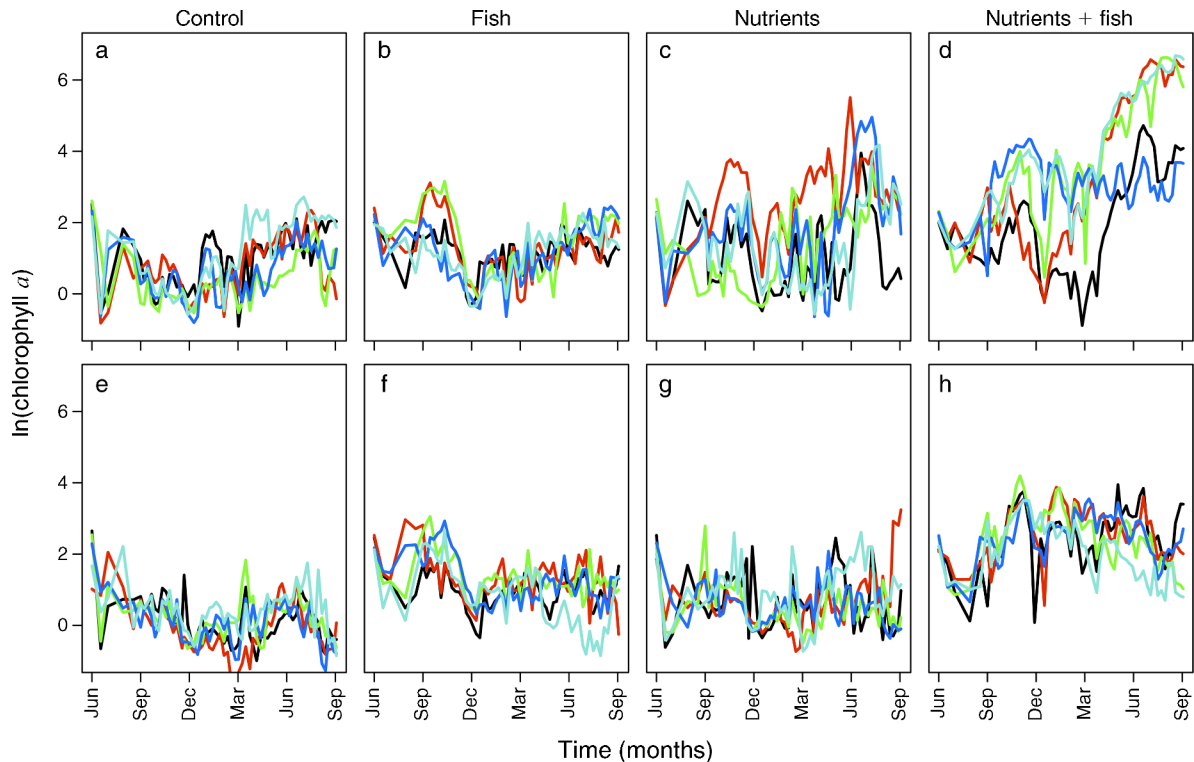 Control Fish Nutrients Nutrients + fish
a b c d
6
4
2
0
e f g h
6
4
2
0
ln(chlorophyll a)
Jun Sep Dec Mar Jun Sep Jun Sep Dec Mar Jun Sep Jun Sep Dec Mar Jun Sep Jun Sep Dec Mar Jun Sep
Time (months)